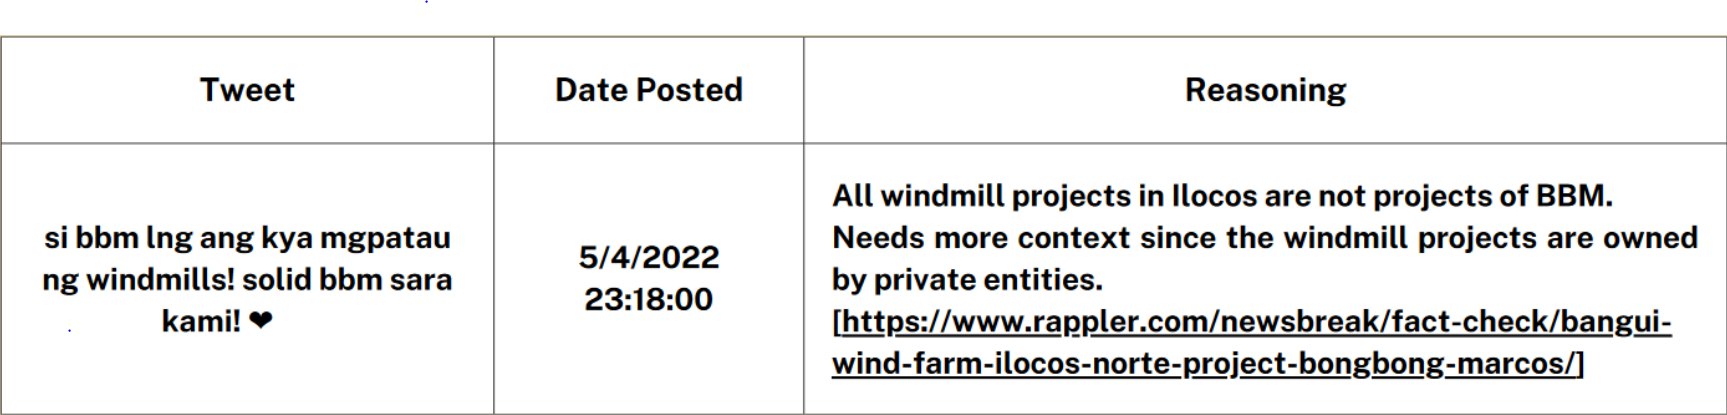 Tweet
Date Posted
Reasoning
si bbm lng ang kya mgpatau
ng windmills! solid bbm sara
kami! ❤
5/4/2022
23:18:00
All windmill projects in Ilocos are not projects of BBM.
Needs more context since the windmill projects are owned
by private entities.
[https://www.rappler.com/newsbreak/fact-check/bangui-
wind-farm-ilocos-norte-project-bongbong-marcos/]